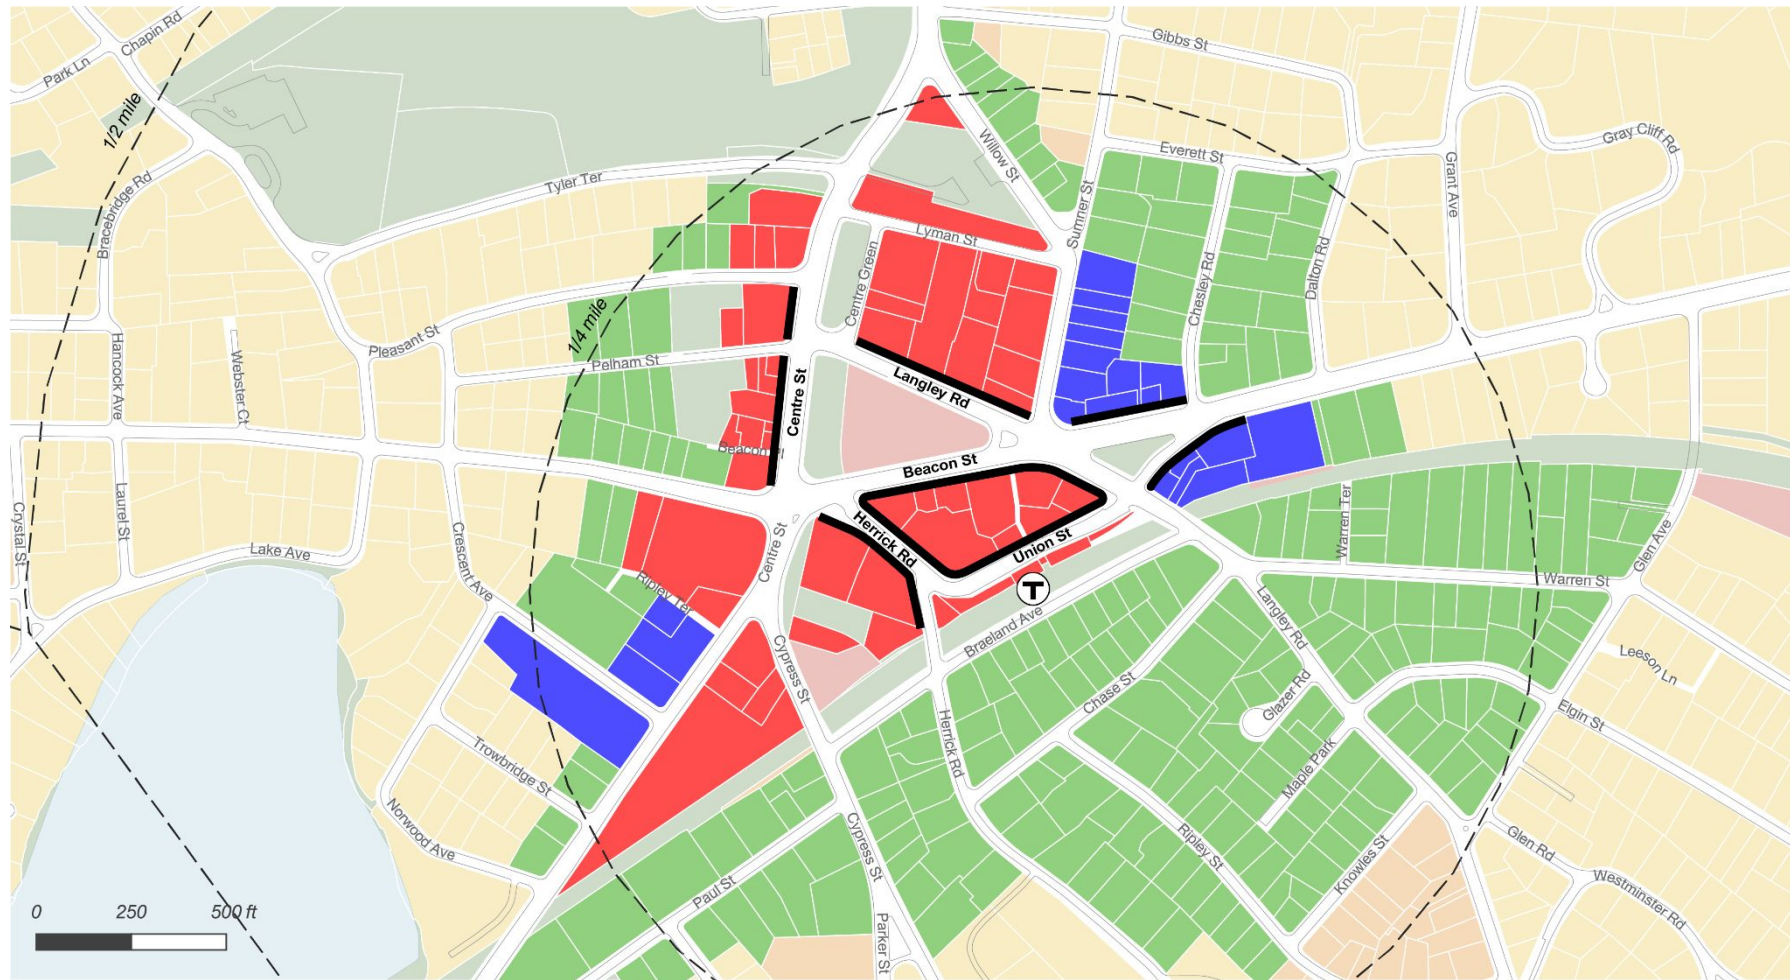 Chapin Rd
Park Ln
1/2 mile
Gibbs St
Gray Cliff Rd
Everett St
Willow St
Grant Ave
Tyler Ter
Bracebridge Rd
Sumner St
Lyman St
Centre Green
Chesley Rd
Dalton Rd
1/4 mile
Pleasant St
Hancock Ave
Webster Ct
Pelham St
Langley Rd
Centre St
Beacon Pl
Beacon St
Crystal St
Laurel St
Lake Ave
Crescent Ave
Centre St
Herrick Rd
Union St
T
Warren Ter
Glen Ave
Warren St
Ripley Ter
Braeland Ave
Langley Rd
Cypress St
Leeson Ln
Chase St
Glazer Rd
Elgin St
Herrick Rd
Trowbridge St
Maple Park
Norwood Ave
Cypress St
Ripley St
Knowles St
Glen Rd
Westminster Rd
Paul St
Parker St
0 250 500 ft